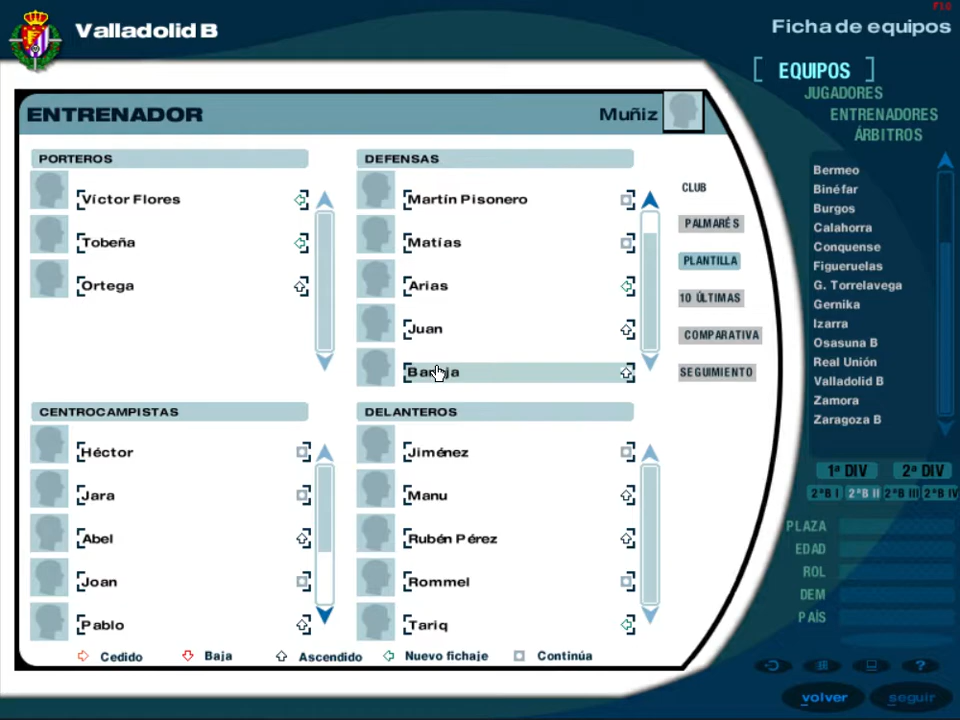 F10
Valladolid B
Ficha de equipos
EQUIPOS
JUGADORES
ENTRENADORES
ÁRBITROS
ENTRENADOR
Muñiz
PORTEROS
Víctor Flores
Tobeña
Ortega
DEFENSAS
Martín Pisonero
Matías
Arias
Juan
CENTROCAMPISTAS
Héctor
Jara
Abel
Joan
Pablo
DELANTEROS
Jiménez
Manu
Rubén Pérez
Rommel
Tariq
Cedido
Baja
Ascendido
Nuevo fichaje
Continúa
CLUB
PALMARÉS
PLANTILLA
10 ÚLTIMAS
COMPARATIVA
SEGUIMIENTO
Bermeo
Binéfar
Burgos
Calahorra
Conquense
Figueruelas
G. Torrelavega
Gernika
Izarra
Osasuna B
Real Unión
Valladolid B
Zamora
Zaragoza B
1ª DIV
2ª DIV
2ªB I
2ªB II
2ªB III
2ªB IV
PLAZA
EDAD
ROL
DEM
PAÍS
?
volver
seguir